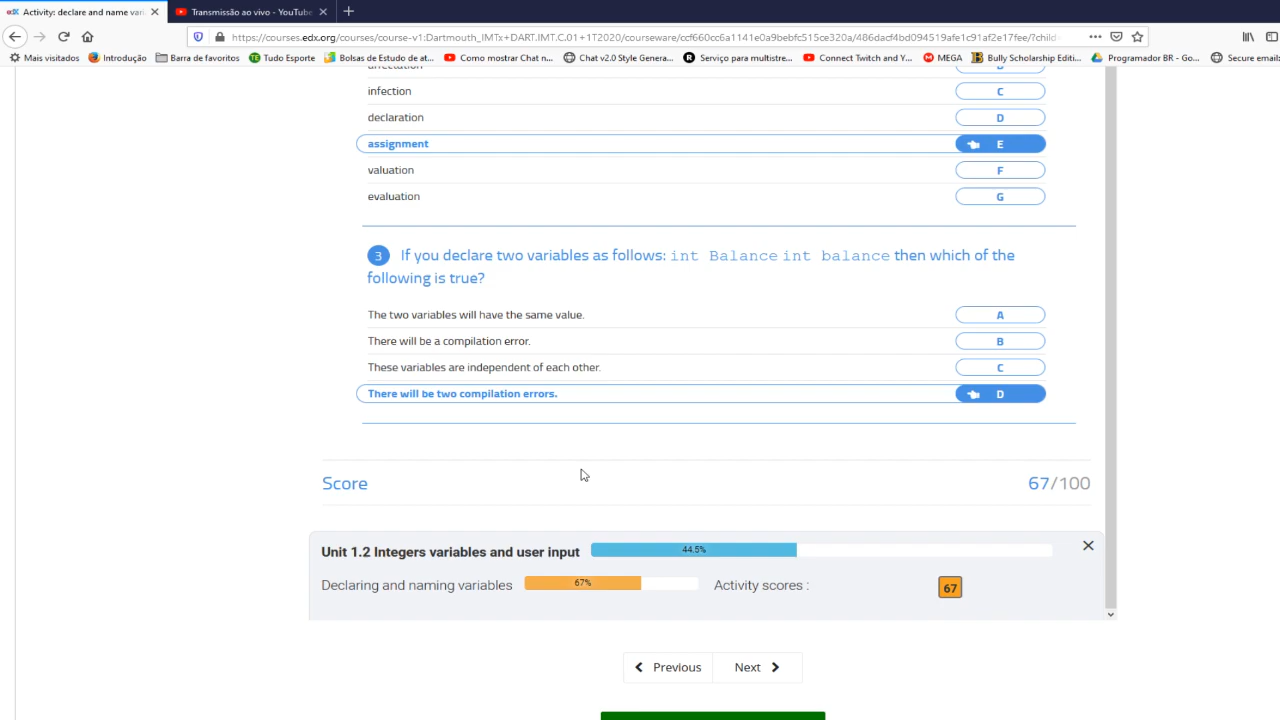 Activity: declare and name vari
Transmissão ao vivo - YouTube
https://courses.edx.org/courses/course-v1:Dartmouth_IMTx+DART.IMT.C.01+1T2020/courseware/ccf660cc6a1141e0a9bebfc515ce320a/486dacf4bd094519afe1c91af2e17fee/?child
Mais visitados
Introdução
Barra de favoritos
Tudo Esporte
Bolsas de Estudo de at...
Como mostrar Chat n...
Chat v2.0 Style Genera...
Serviço para multistre...
Connect Twitch and Y...
MEGA
Bully Scholarship Editi...
Programador BR - Go...
Secure emails
infection C
declaration D
assignment E
valuation F
evaluation G
3 If you declare two variables as follows: int Balance int balance then which of the
following is true?
The two variables will have the same value. A
There will be a compilation error. B
These variables are independent of each other. C
There will be two compilation errors. D
Score 67/100
Unit 1.2 Integers variables and user input 44.5%
Declaring and naming variables 67% Activity scores : 67
Previous Next